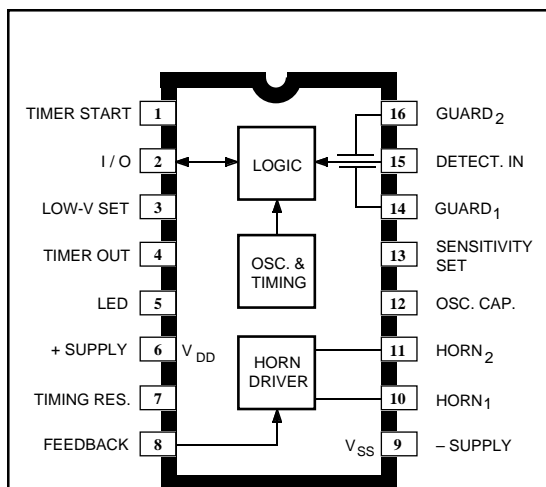 TIMER START 1 16 GUARD2
I / O 2 LOGIC 15 DETECT. IN
LOW-V SET 3 14 GUARD1
TIMER OUT 4 OSC. & TIMING 13 SENSITIVITY SET
LED 5 12 OSC. CAP.
+ SUPPLY 6 VDD HORN DRIVER 11 HORN2
TIMING RES. 7 10 HORN1
FEEDBACK 8 VSS 9 – SUPPLY